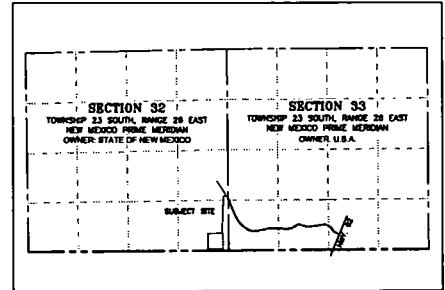 SECTION 32
TOWNSHIP 23 SOUTH, RANGE 28 EAST
NEW MEXICO PRIME MERIDIAN
OWNER: STATE OF NEW MEXICO
SECTION 33
TOWNSHIP 23 SOUTH, RANGE 28 EAST
NEW MEXICO PRIME MERIDIAN
OWNER: U.S.A.
SUBJECT SITE
HWY.